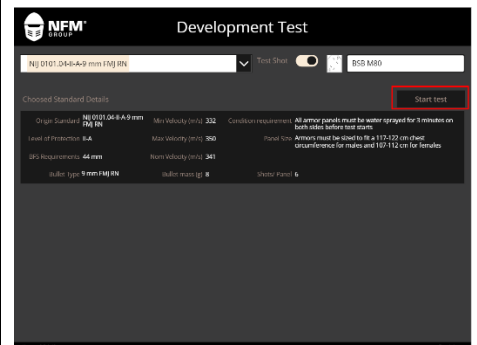 NFM
GROUP
Development Test
NIJ 0101.04-II-A-9 mm FMJ RN
Test Shot
BSB M80
Choosed Standard Details
Start test
Origin Standard NIJ 0101.04-II-A-9 mm FMJ RN
Min Velocity (m/s) 332
Condition requirement All armor panels must be water sprayed for 3 minutes on
both sides before test starts
Level of Protection II-A
Max Velocity (m/s) 350
Panel Size Armors must be sized to fit a 117-122 cm chest
circumference for males and 107-112 cm for females
BFS Requirements 44 mm
Nom Velocity (m/s) 341
Bullet Type 9 mm FMJ RN
Bullet mass (g) 8
Shots/ Panel 6